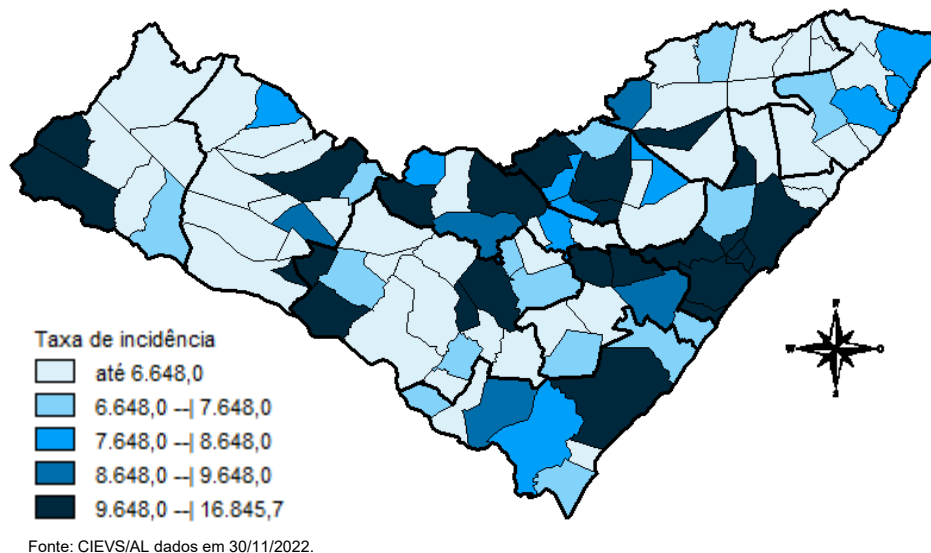 N
W
O
S
Taxa de incidência
até 6.648,0
6.648,0 --| 7.648,0
7.648,0 --| 8.648,0
8.648,0 --| 9.648,0
9.648,0 --| 16.845,7
Fonte: CIEVS/AL dados em 30/11/2022.